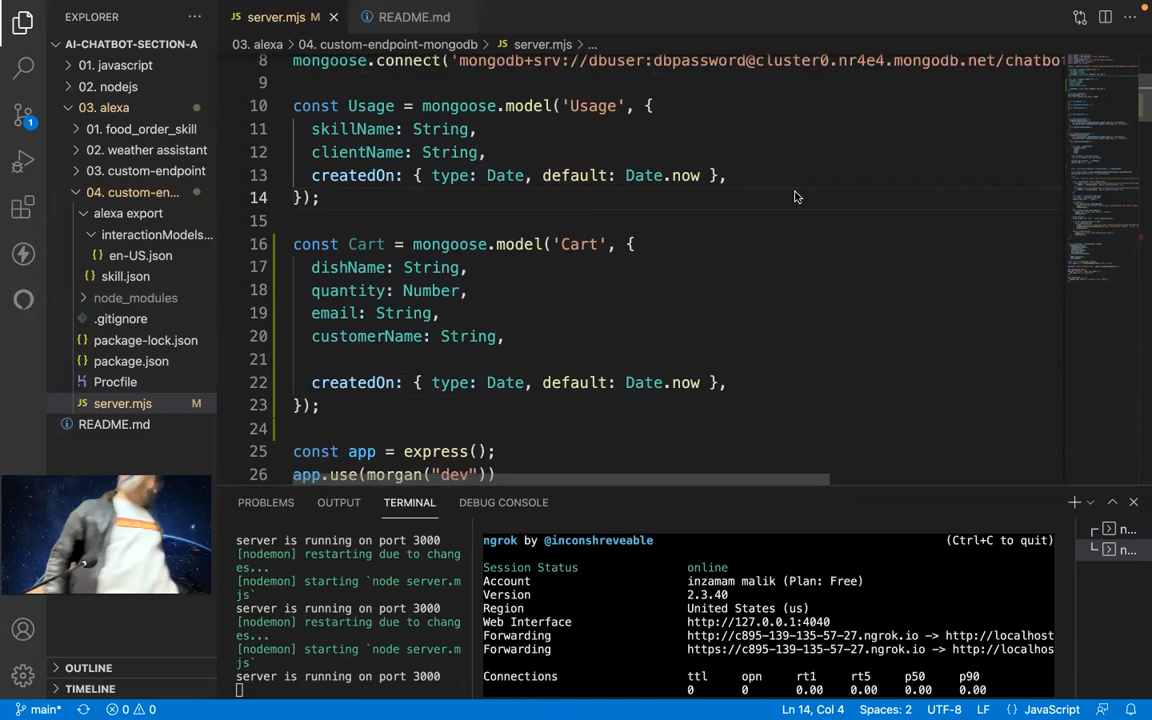 EXPLORER
AI-CHATBOT-SECTION-A
01. javascript
02. nodejs
03. alexa
01. food_order_skill
02. weather assistant
03. custom-endpoint
04. custom-en...
alexa export
interactionModels...
{} en-US.json
{} skill.json
node_modules
.gitignore
{} package-lock.json
{} package.json
Procfile
JS server.mjs M
README.md
OUTLINE
TIMELINE
1
JS server.mjs M
README.md
03. alexa > 04. custom-endpoint-mongodb > JS server.mjs > ...
8 mongoose.connect('mongodb+srv://dbuser:dbpassword@cluster0.nr4e4.mongodb.net/chatbot
9
10 const Usage = mongoose.model('Usage', {
11 skillName: String,
12 clientName: String,
13 createdOn: { type: Date, default: Date.now },
14 });
15
16 const Cart = mongoose.model('Cart', {
17 dishName: String,
18 quantity: Number,
19 email: String,
20 customerName: String,
21
22 createdOn: { type: Date, default: Date.now },
23 });
24
25 const app = express();
26 app.use(morgan("dev"))
PROBLEMS OUTPUT TERMINAL DEBUG CONSOLE
server is running on port 3000
[nodemon] restarting due to chang
es...
[nodemon] starting `node server.m
js`
server is running on port 3000
[nodemon] restarting due to chang
es...
[nodemon] starting `node server.m
js`
server is running on port 3000
ngrok by @inconshreveable (Ctrl+C to quit)
Session Status online
Account inzamam malik (Plan: Free)
Version 2.3.40
Region United States (us)
Web Interface http://127.0.0.1:4040
Forwarding http://c895-139-135-57-27.ngrok.io -> http://localhost
Forwarding https://c895-139-135-57-27.ngrok.io -> http://localhos
Connections ttl opn rt1 rt5 p50 p90
0 0 0.00 0.00 0.00 0.00
n...
n...
main* 0 0 Ln 14, Col 4 Spaces: 2 UTF-8 LF {} JavaScript